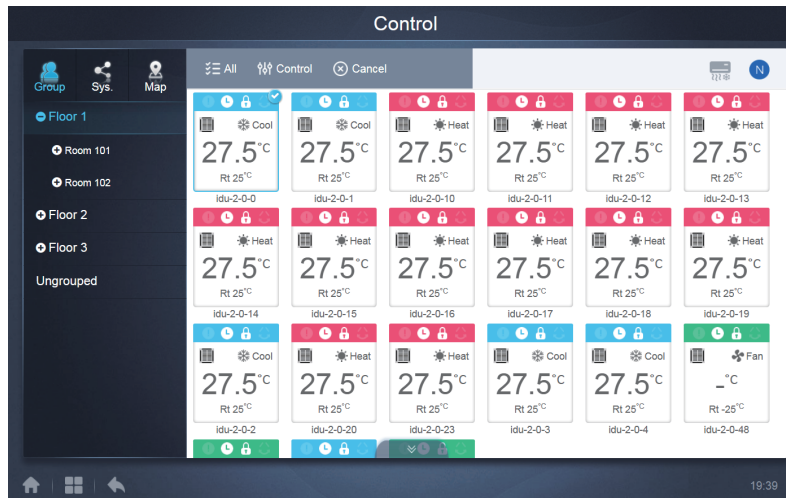 Control
Group Sys. Map
All Control Cancel
N
Floor 1
Room 101
Room 102
Floor 2
Floor 3
Ungrouped
Cool Cool Heat Heat Heat Heat
27.5°C 27.5°C 27.5°C 27.5°C 27.5°C 27.5°C
Rt 25°C Rt 25°C Rt 25°C Rt 25°C Rt 25°C Rt 25°C
idu-2-0-0 idu-2-0-1 idu-2-0-10 idu-2-0-11 idu-2-0-12 idu-2-0-13
Heat Heat Heat Heat Heat Heat
27.5°C 27.5°C 27.5°C 27.5°C 27.5°C 27.5°C
Rt 25°C Rt 25°C Rt 25°C Rt 25°C Rt 25°C Rt 25°C
idu-2-0-14 idu-2-0-15 idu-2-0-16 idu-2-0-17 idu-2-0-18 idu-2-0-19
Cool Heat Heat Cool Cool Fan
27.5°C 27.5°C 27.5°C 27.5°C 27.5°C _°C
Rt 25°C Rt 25°C Rt 25°C Rt 25°C Rt 25°C Rt -25°C
idu-2-0-2 idu-2-0-20 idu-2-0-23 idu-2-0-3 idu-2-0-4 idu-2-0-48
19:39